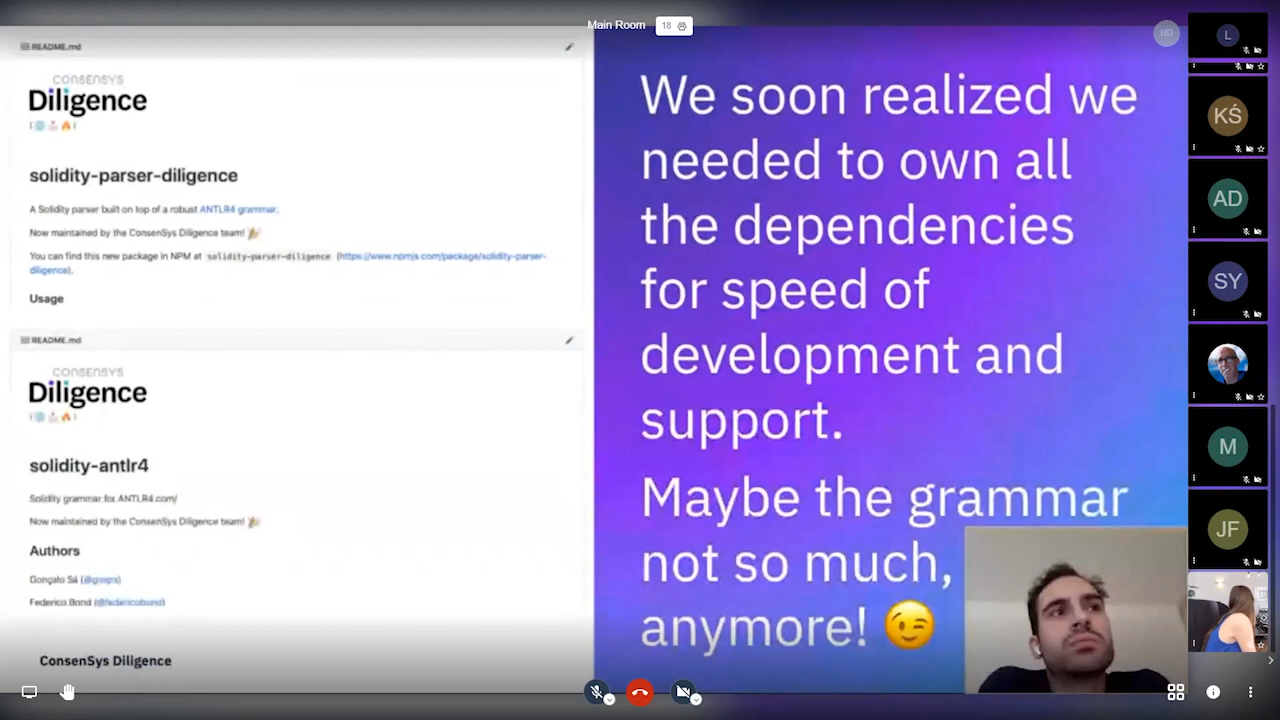 Main Room 18
HD
L
KŚ
AD
SY
M
JF
README.md
CONSENSYS
Diligence
solidity-parser-diligence
A Solidity parser built on top of a robust ANTLR4 grammar.
Now maintained by the ConsenSys Diligence team! 🎉
You can find this new package in NPM at solidity-parser-diligence (https://www.npmjs.com/package/solidity-parser-
diligence).
Usage
README.md
CONSENSYS
Diligence
solidity-antlr4
Solidity grammar for ANTLR4.com/
Now maintained by the ConsenSys Diligence team! 🎉
Authors
Gonçalo Sá (@gnsps)
Federico Bond (@federicobond)
ConsenSys Diligence
We soon realized we
needed to own all
the dependencies
for speed of
development and
support.
Maybe the grammar
not so much,
anymore! 😉